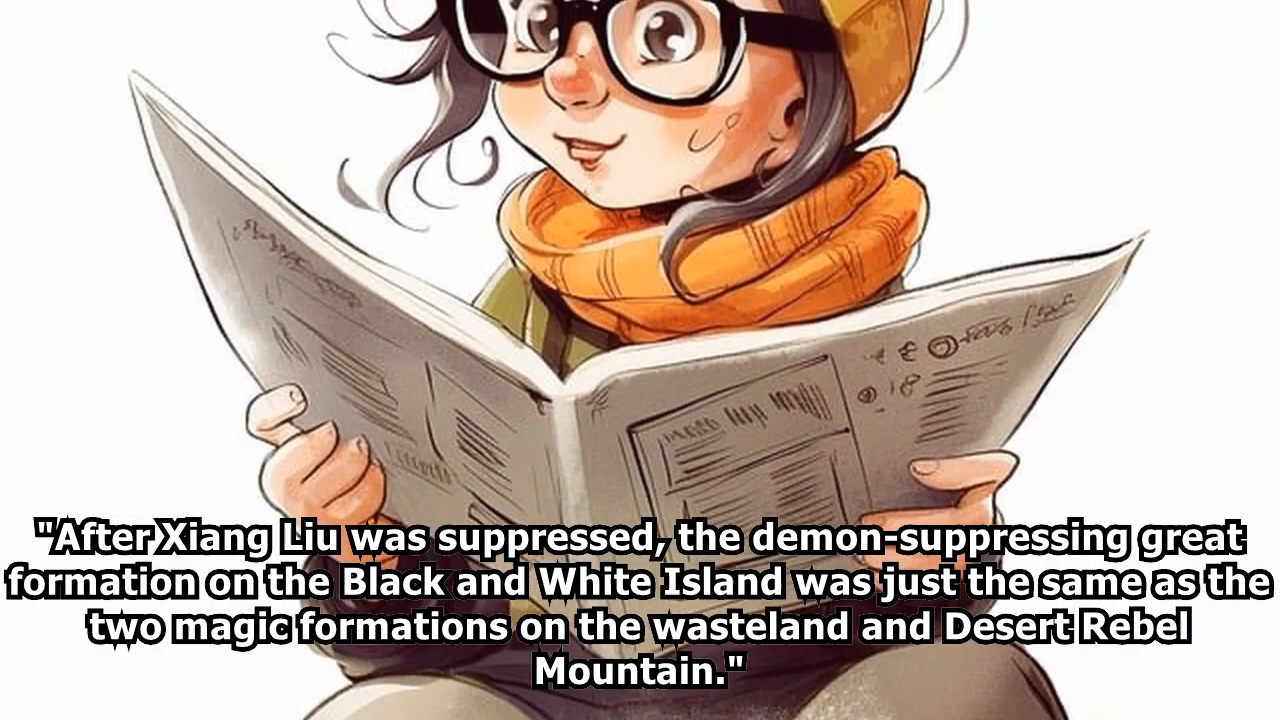 "After Xiang Liu was suppressed, the demon-suppressing great
formation on the Black and White Island was just the same as the
two magic formations on the wasteland and Desert Rebel
Mountain."